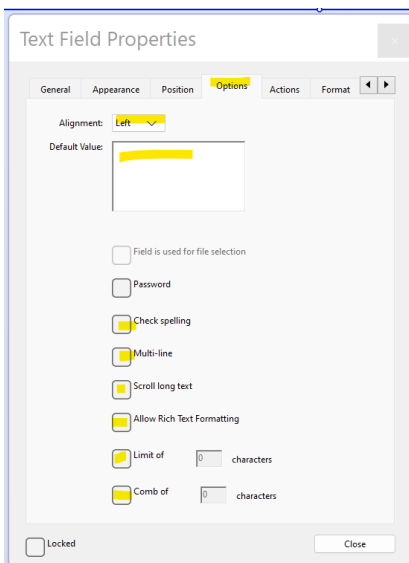 Text Field Properties
General Appearance Position Options Actions Format
Alignment: Left
Default Value:
Field is used for file selection
Password
Check spelling
Multi-line
Scroll long text
Allow Rich Text Formatting
Limit of 0 characters
Comb of 0 characters
Locked Close